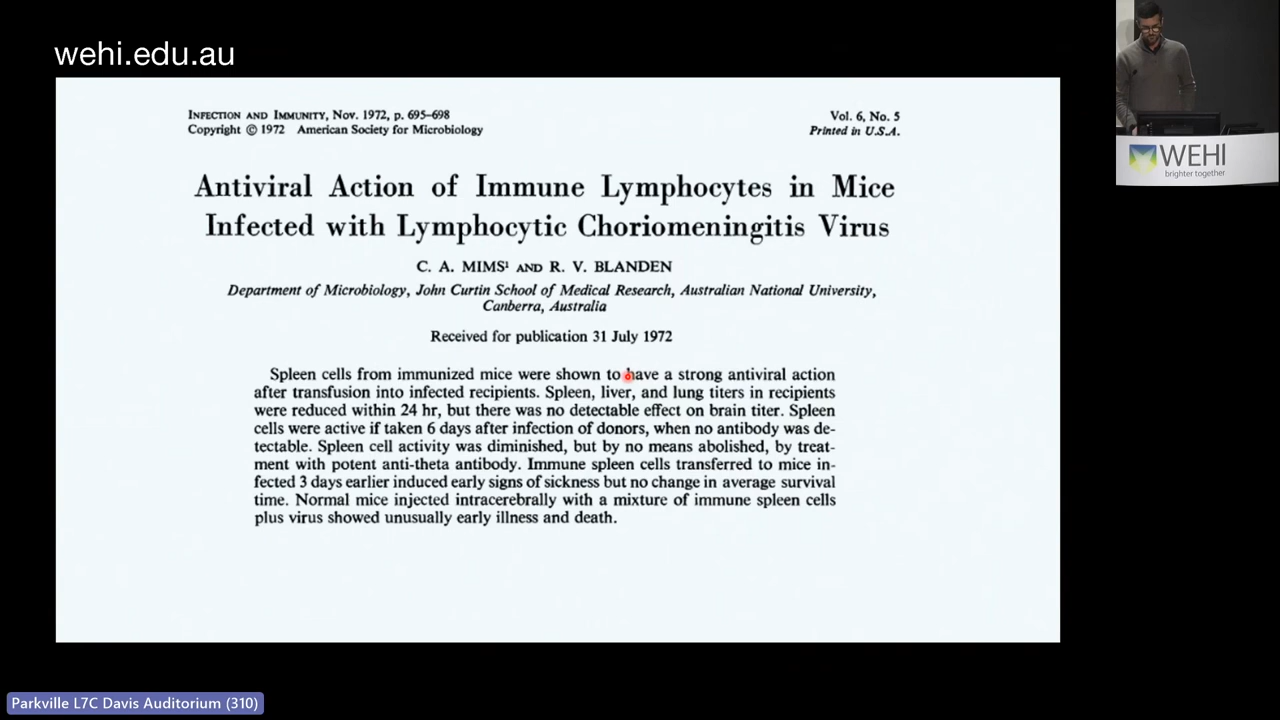 wehi.edu.au
INFECTION AND IMMUNITY, Nov. 1972, p. 695–698
Copyright © 1972 American Society for Microbiology
Vol. 6, No. 5
Printed in U.S.A.
Antiviral Action of Immune Lymphocytes in Mice
Infected with Lymphocytic Choriomeningitis Virus
C. A. MIMS¹ AND R. V. BLANDEN
Department of Microbiology, John Curtin School of Medical Research, Australian National University,
Canberra, Australia
Received for publication 31 July 1972
Spleen cells from immunized mice were shown to have a strong antiviral action
after transfusion into infected recipients. Spleen, liver, and lung titers in recipients
were reduced within 24 hr, but there was no detectable effect on brain titer. Spleen
cells were active if taken 6 days after infection of donors, when no antibody was de-
tectable. Spleen cell activity was diminished, but by no means abolished, by treat-
ment with potent anti-theta antibody. Immune spleen cells transferred to mice in-
fected 3 days earlier induced early signs of sickness but no change in average survival
time. Normal mice injected intracerebrally with a mixture of immune spleen cells
plus virus showed unusually early illness and death.
WEHI
brighter together
Parkville L7C Davis Auditorium (310)